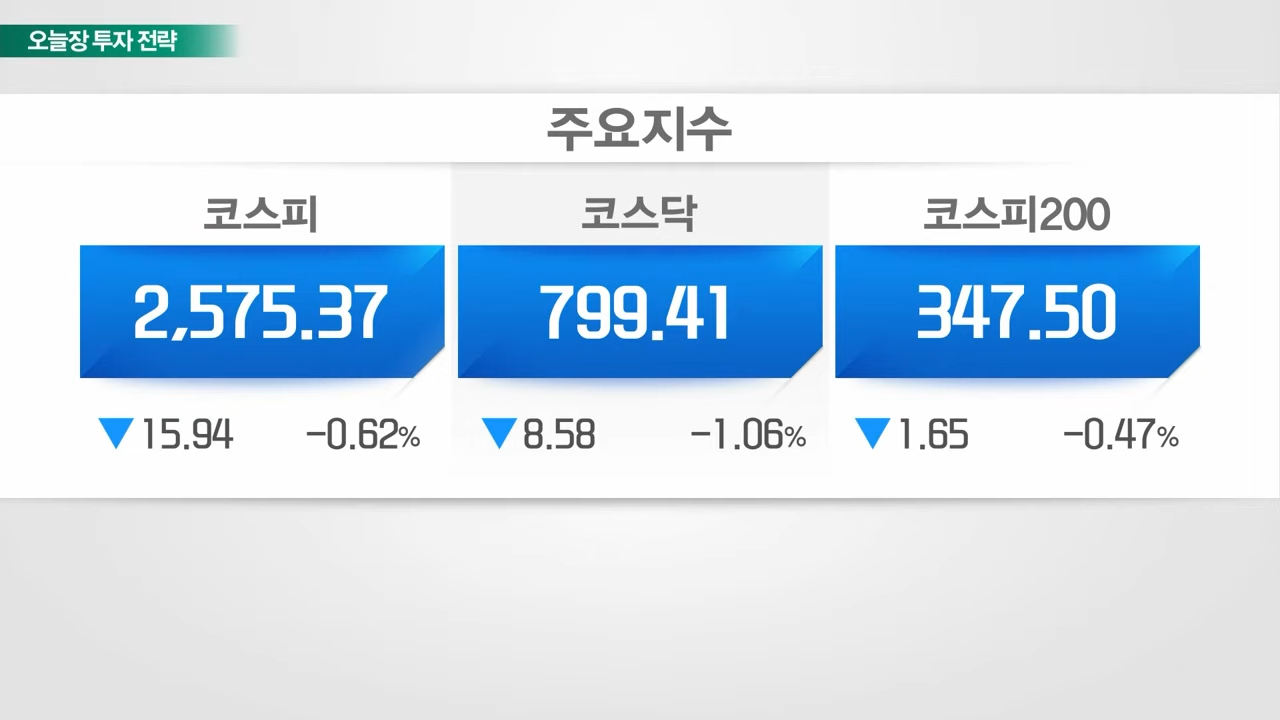 오늘장 투자 전략
주요지수
코스피 코스닥 코스피200
2,575.37 799.41 347.50
▼15.94 -0.62% ▼8.58 -1.06% ▼1.65 -0.47%